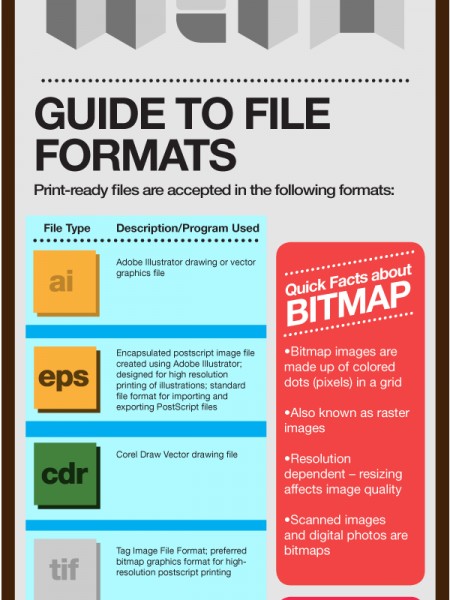 GUIDE TO FILE
FORMATS
Print-ready files are accepted in the following formats:
File Type Description/Program Used
ai
Adobe Illustrator drawing or vector
graphics file
eps
Encapsulated postscript image file
created using Adobe Illustrator;
designed for high resolution
printing of illustrations; standard
file format for importing and
exporting PostScript files
cdr
Corel Draw Vector drawing file
tif
Tag Image File Format; preferred
bitmap graphics format for high-
resolution postscript printing
Quick Facts about
BITMAP
•Bitmap images are
made up of colored
dots (pixels) in a grid
•Also known as raster
images
•Resolution
dependent – resizing
affects image quality
•Scanned images
and digital photos are
bitmaps